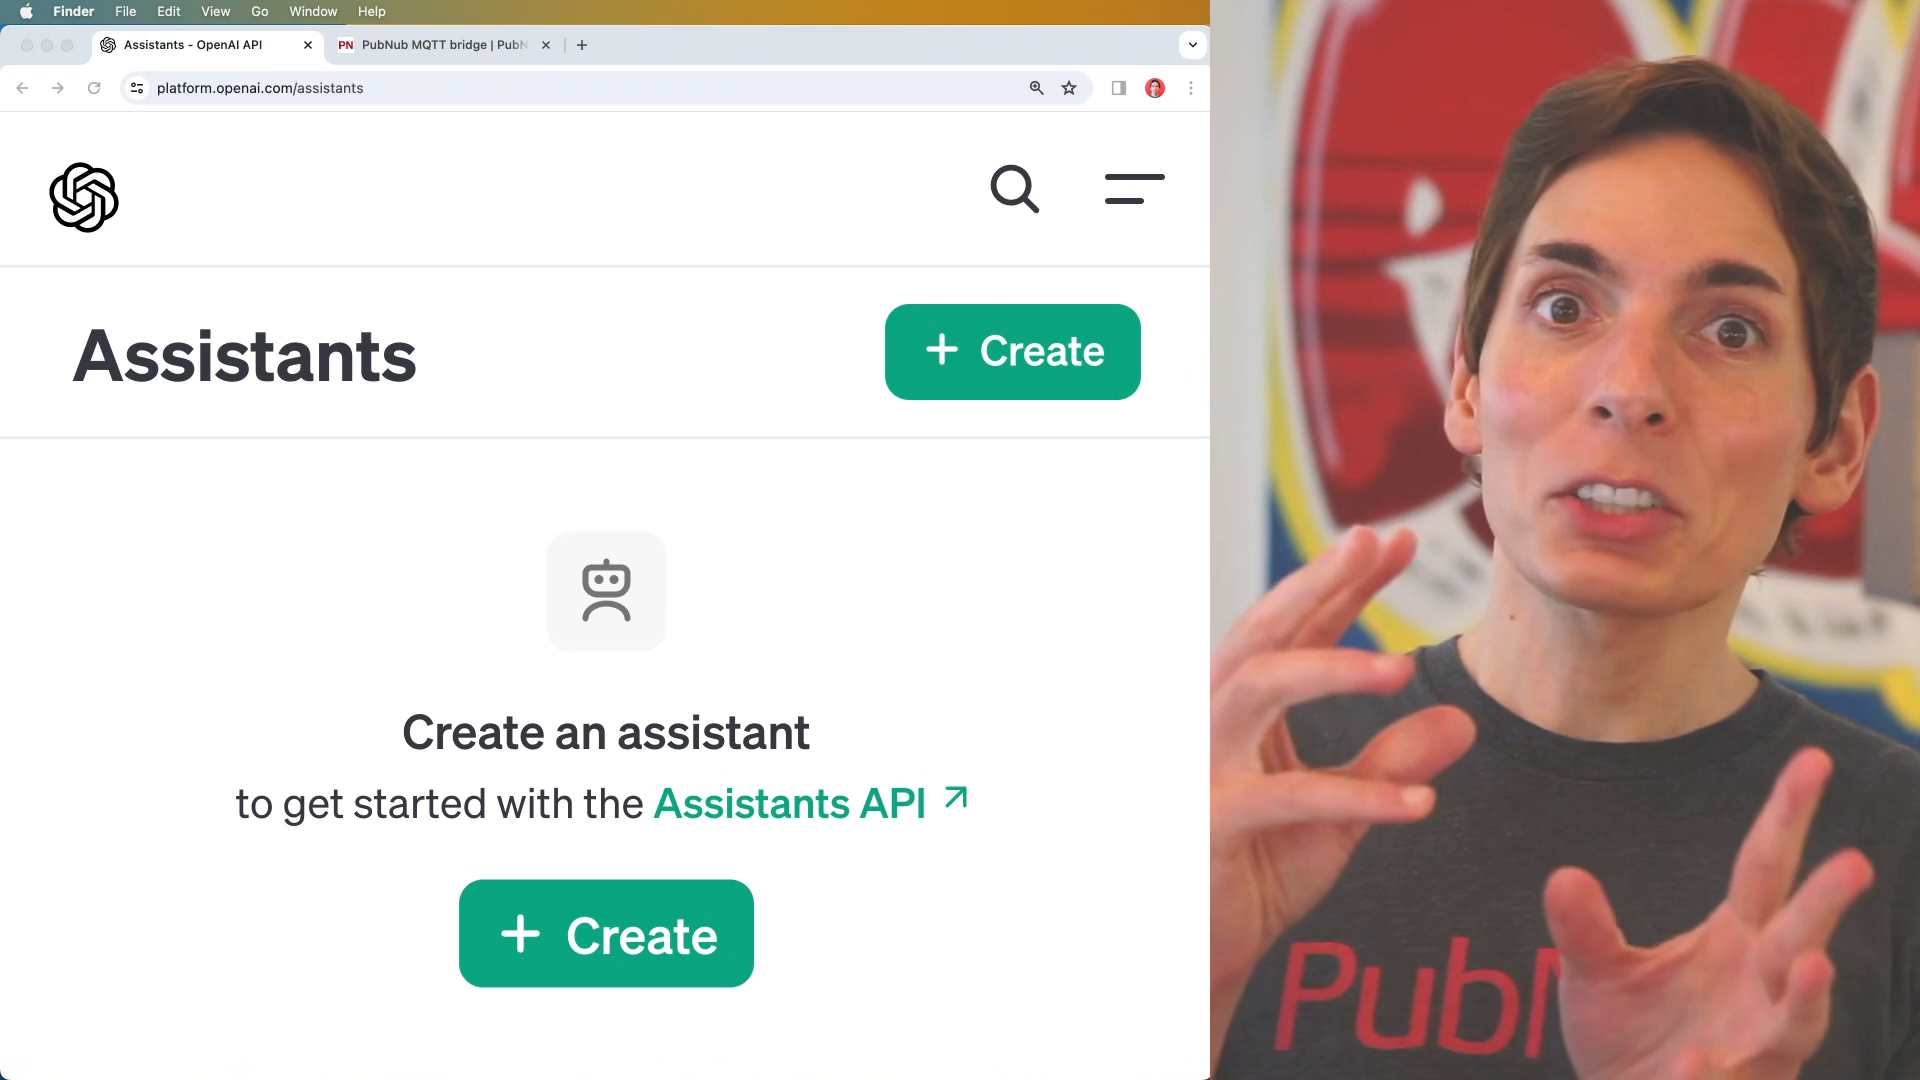 Finder File Edit View Go Window Help
Assistants - OpenAI API
PN PubNub MQTT bridge | PubN
platform.openai.com/assistants
Assistants
+ Create
Create an assistant
to get started with the Assistants API
+ Create
PubN